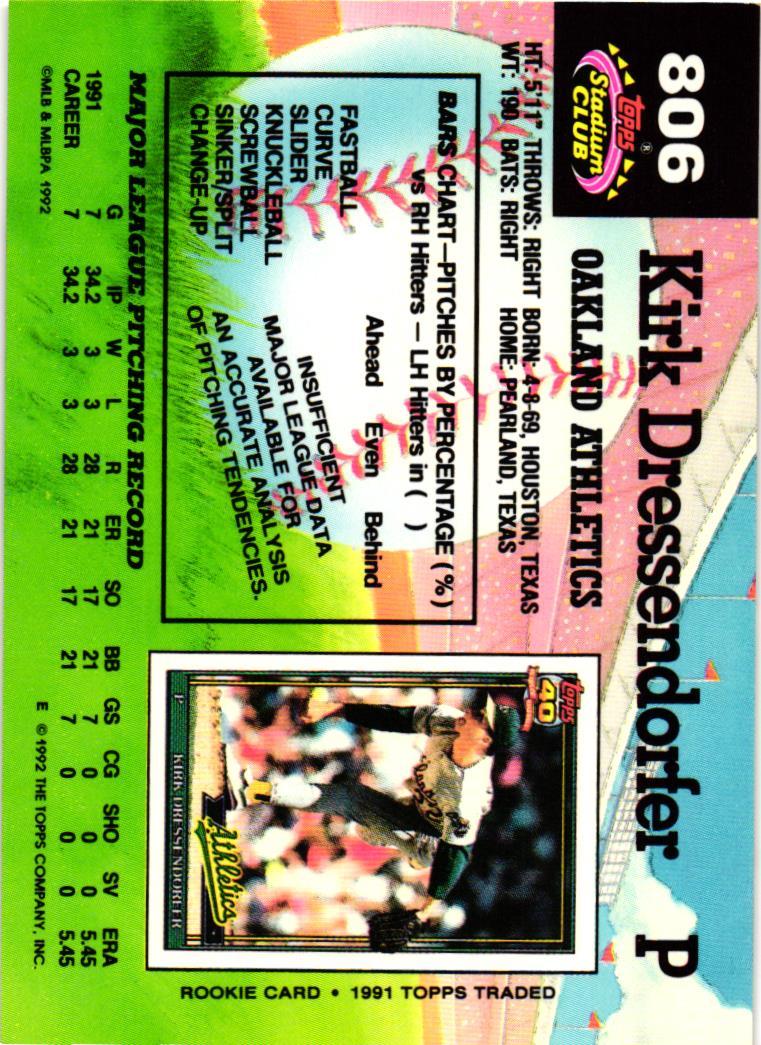 806
Kirk Dressendorfer P
topps®
Stadium
CLUB
OAKLAND ATHLETICS
HT: 5'11" THROWS: RIGHT BORN: 4-8-69, HOUSTON, TEXAS
WT: 190 BATS: RIGHT HOME: PEARLAND, TEXAS
BARS CHART—PITCHES BY PERCENTAGE (%)
vs RH Hitters — LH Hitters in ( )
Ahead Even Behind
FASTBALL
CURVE
SLIDER
KNUCKLEBALL
SCREWBALL
SINKER/SPLIT
CHANGE-UP
INSUFFICIENT
MAJOR LEAGUE DATA
AVAILABLE FOR
AN ACCURATE ANALYSIS
OF PITCHING TENDENCIES.
topps
40
Athletics
P KIRK DRESSENDORFER
ROOKIE CARD • 1991 TOPPS TRADED
MAJOR LEAGUE PITCHING RECORD
G IP W L R ER SO BB GS CG SHO SV ERA
1991 7 34.2 3 3 28 21 17 21 7 0 0 0 5.45
CAREER 7 34.2 3 3 28 21 17 21 7 0 0 0 5.45
©MLB & MLBPA 1992
E © 1992 THE TOPPS COMPANY, INC.